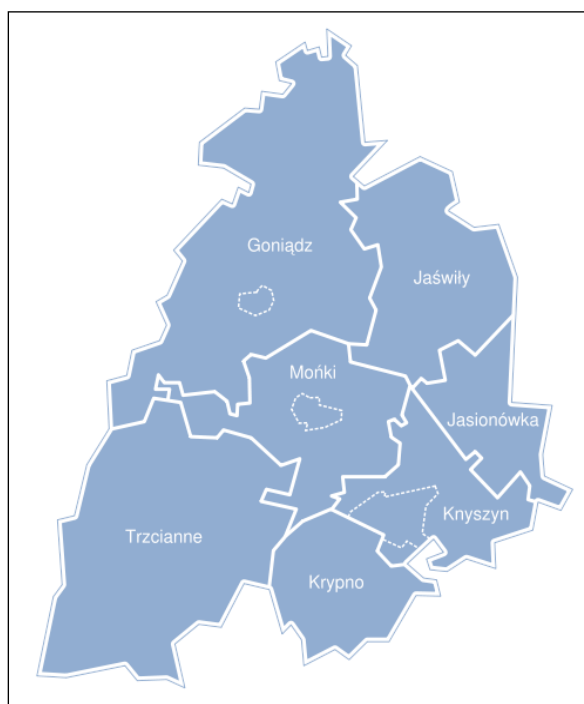 Goniądz
Jaświły
Mońki
Jasionówka
Knyszyn
Trzcianne
Krypno